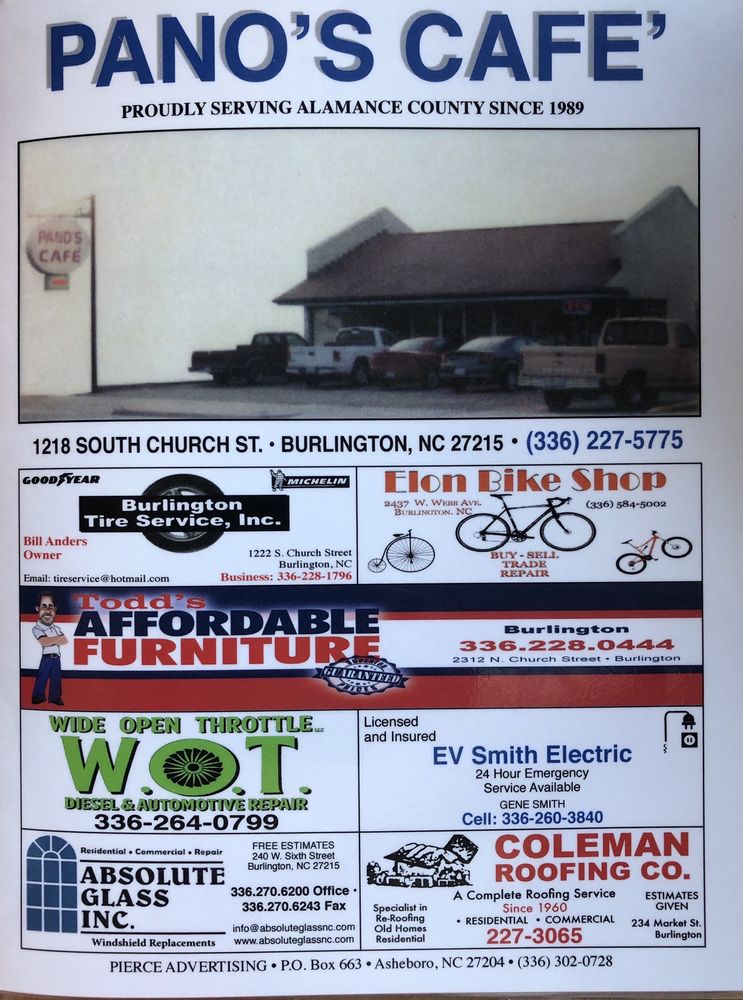 PANO'S CAFE'
PROUDLY SERVING ALAMANCE COUNTY SINCE 1989
PANO'S
CAFE
1218 SOUTH CHURCH ST. • BURLINGTON, NC 27215 • (336) 227-5775
GOODYEAR
MICHELIN
Burlington
Tire Service, Inc.
Bill Anders
Owner
1222 S. Church Street
Burlington, NC
Email: tireservice@hotmail.com
Business: 336-228-1796
Elon Bike Shop
2437 W. Webb Ave.
Burlington, NC
(336) 584-5002
BUY - SELL
TRADE
REPAIR
Todd's
AFFORDABLE
FURNITURE
GUARANTEED
PRICES
Burlington
336.228.0444
2312 N. Church Street • Burlington
WIDE OPEN THROTTLE LLC
W.O.T.
DIESEL & AUTOMOTIVE REPAIR
336-264-0799
Licensed
and Insured
EV Smith Electric
24 Hour Emergency
Service Available
GENE SMITH
Cell: 336-260-3840
Residential • Commercial • Repair
ABSOLUTE
GLASS
INC.
Windshield Replacements
FREE ESTIMATES
240 W. Sixth Street
Burlington, NC 27215
336.270.6200 Office •
336.270.6243 Fax
info@absoluteglassnc.com
www.absoluteglassnc.com
COLEMAN
ROOFING CO.
A Complete Roofing Service
Since 1960
• RESIDENTIAL • COMMERCIAL
227-3065
Specialist in
Re-Roofing
Old Homes
Residential
ESTIMATES
GIVEN
234 Market St.
Burlington
PIERCE ADVERTISING • P.O. Box 663 • Asheboro, NC 27204 • (336) 302-0728